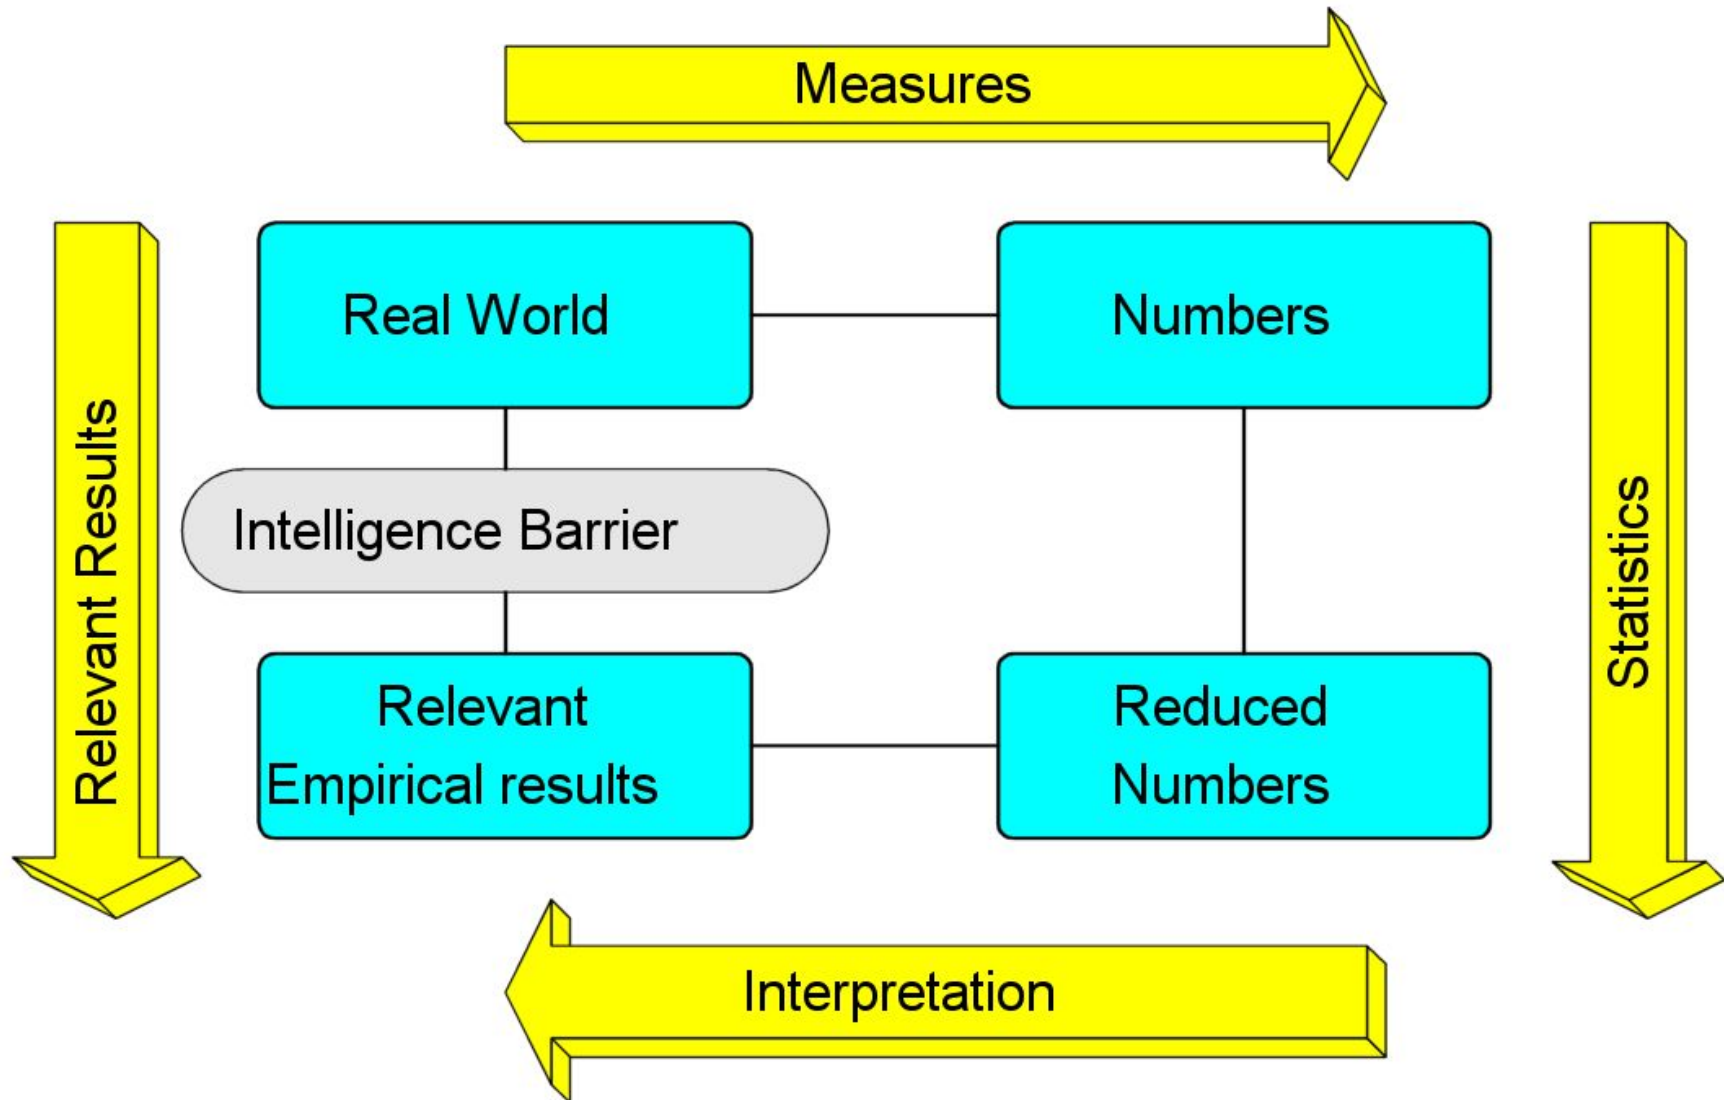 Measures
Real World
Numbers
Relevant Results
Intelligence Barrier
Statistics
Relevant
Empirical results
Reduced
Numbers
Interpretation